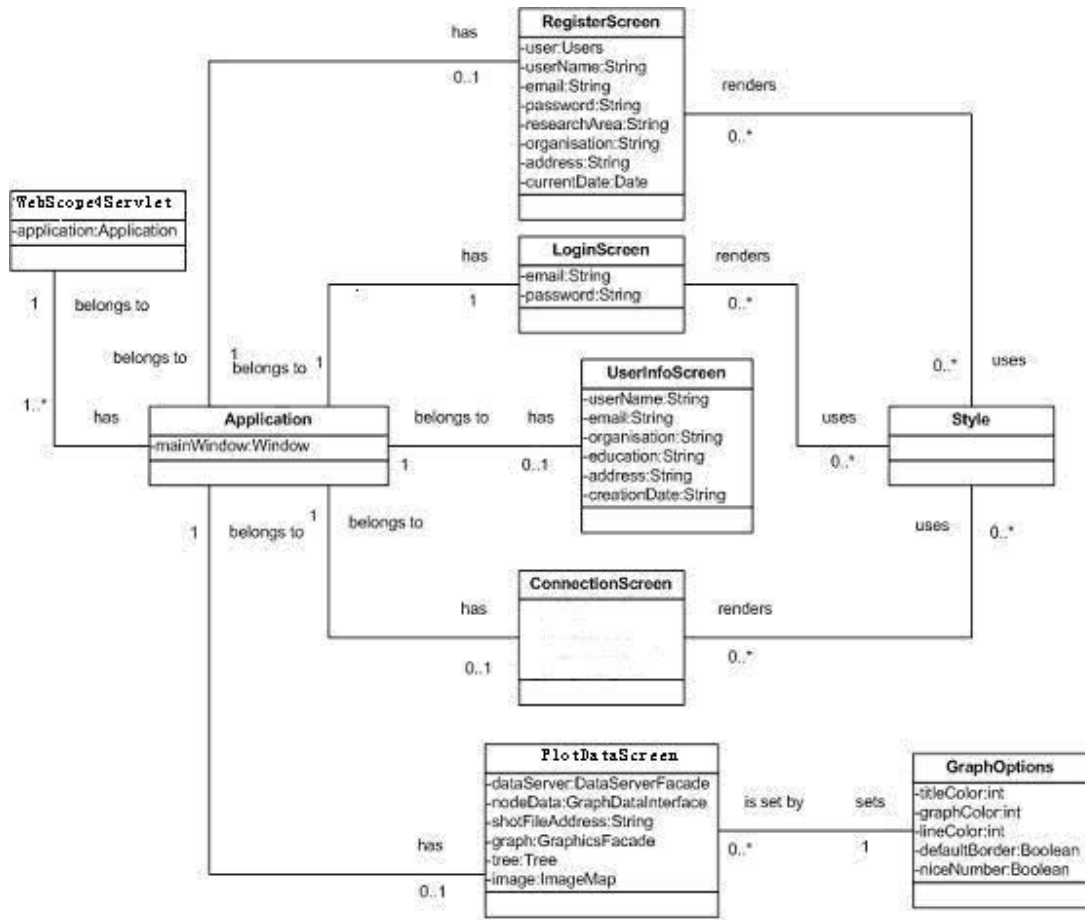 RegisterScreen
-user:Users
-userName:String
-email:String
-password:String
-researchArea:String
-organisation:String
-address:String
-currentDate:Date
has
0..1
renders
0..*
WebScope4Servlet
-application:Application
LoginScreen
-email:String
-password:String
has
1
renders
0..*
1
belongs to
belongs to
1
belongs to
1
UserInfoScreen
-userName:String
-email:String
-organisation:String
-education:String
-address:String
-creationDate:String
0..*
uses
1..*
has
Application
-mainWindow:Window
belongs to
has
1
0..1
uses
0..*
Style
1
belongs to
1
belongs to
uses
0..*
ConnectionScreen
has
0..1
renders
0..*
PlotDataScreen
-dataServer:DataServerFacade
-nodeData:GraphDataInterface
-shotFileAddress:String
-graph:GraphicsFacade
-tree:Tree
-image:ImageMap
has
0..1
is set by
sets
0..*
1
GraphOptions
-titleColor:int
-graphColor:int
-lineColor:int
-defaultBorder:Boolean
-niceNumber:Boolean